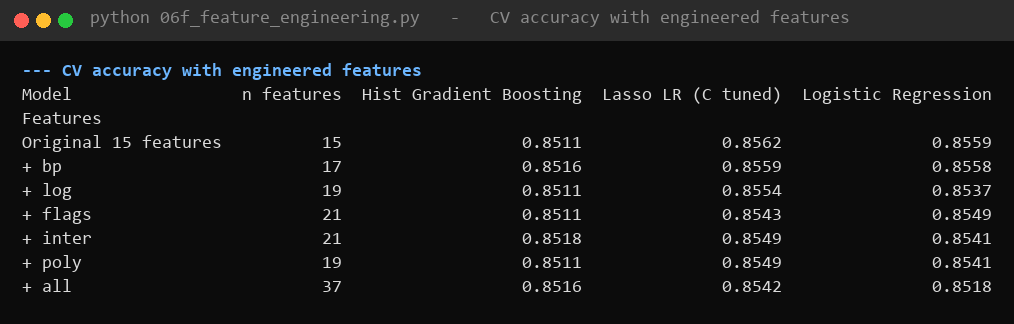 python 06f_feature_engineering.py   -   CV accuracy with engineered features
--- CV accuracy with engineered features
Model                 n features  Hist Gradient Boosting  Lasso LR (C tuned)  Logistic Regression
Features
Original 15 features          15                  0.8511              0.8562               0.8559
+ bp                          17                  0.8516              0.8559               0.8558
+ log                         19                  0.8511              0.8554               0.8537
+ flags                       21                  0.8511              0.8543               0.8549
+ inter                       21                  0.8518              0.8549               0.8541
+ poly                        19                  0.8511              0.8549               0.8541
+ all                         37                  0.8516              0.8542               0.8518